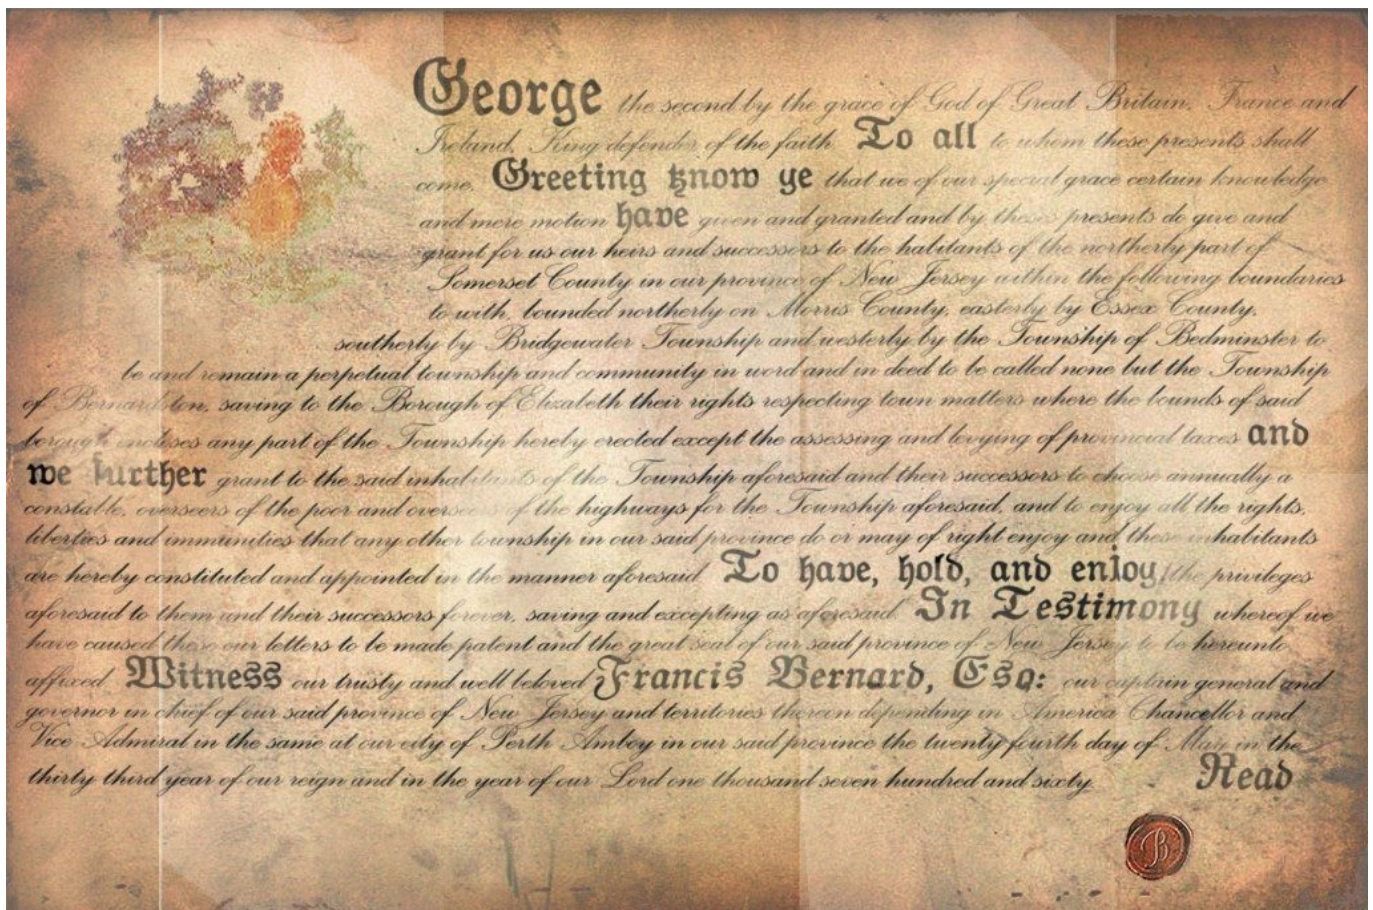 George the second by the grace of God of Great Britain, France and
Ireland, King defender of the faith To all to whom these presents shall
come, Greeting know ye that we of our special grace certain knowledge
and mere motion have given and granted and by these presents do give and
grant for us our heirs and successors to the habitants of the northerly part of
Somerset County in our province of New Jersey within the following boundaries
to with, bounded northerly on Morris County, easterly by Essex County,
southerly by Bridgewater Township and westerly by the Township of Bedminster to
be and remain a perpetual township and community in word and in deed to be called none but the Township
of Bernardston, saving to the Borough of Elizabeth their rights respecting town matters where the bounds of said
borough encloses any part of the Township hereby erected except the assessing and levying of provincial taxes and
we further grant to the said inhabitants of the Township aforesaid and their successors to choose annually a
constable, overseers of the poor and overseers of the highways for the Township aforesaid, and to enjoy all the rights,
liberties and immunities that any other township in our said province do or may of right enjoy and these inhabitants
are hereby constituted and appointed in the manner aforesaid To have, hold, and enjoy, the privileges
aforesaid to them and their successors forever, saving and excepting as aforesaid. In Testimony whereof we
have caused these our letters to be made patent and the great seal of our said province of New Jersey to be hereunto
affixed. Witness our trusty and well beloved Francis Bernard, Esq: our captain general and
governor in chief of our said province of New Jersey and territories thereon depending in America Chancellor and
Vice Admiral in the same at our city of Perth Amboy in our said province the twenty fourth day of May in the
thirty third year of our reign and in the year of our Lord one thousand seven hundred and sixty. Read
B